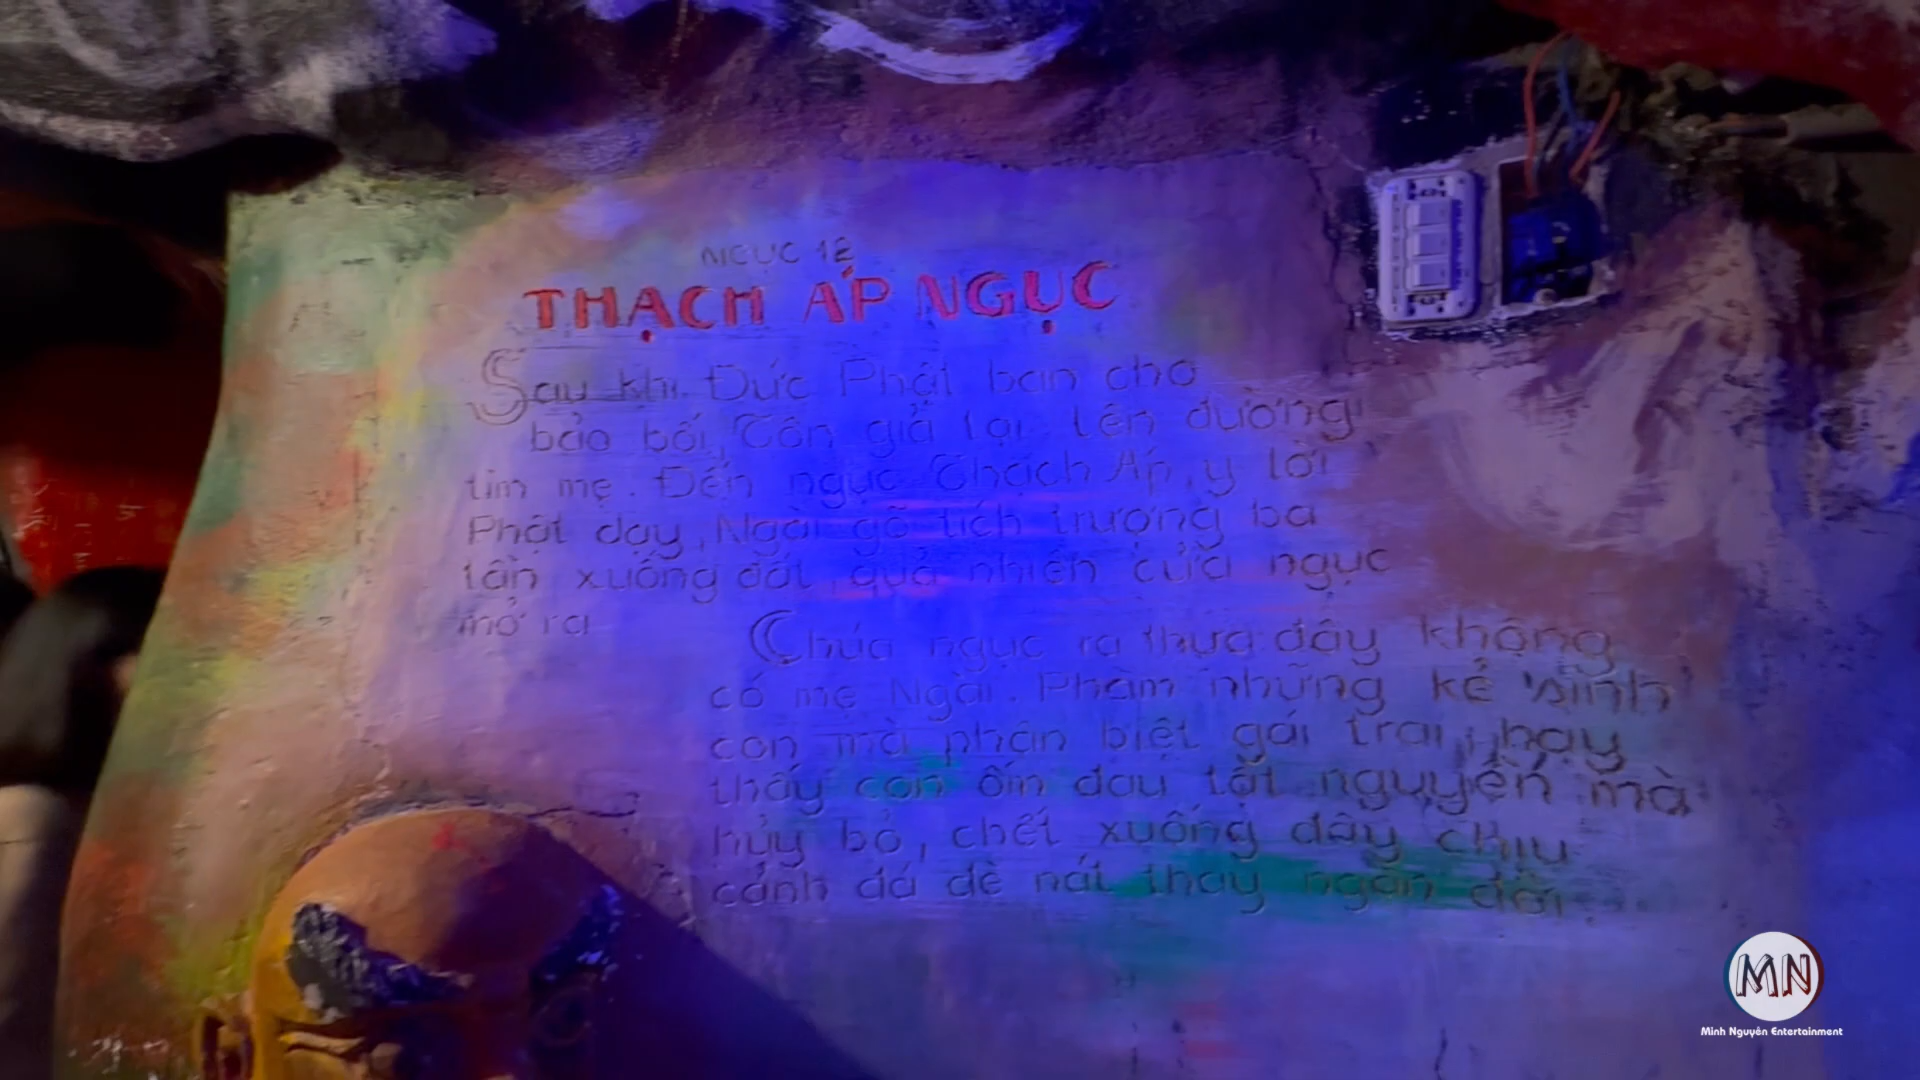 NGỤC 12
THẠCH ÁP NGỤC
Sau khi Đức Phật ban cho
bảo bối, Tôn giả lại lên đường
tìm mẹ. Đến ngục Thạch Áp, y lời
Phật dạy, Ngài gõ tích trượng ba
lần xuống đất, quả nhiên cửa ngục
mở ra
Chúa ngục ra thưa đây không
có mẹ Ngài. Phàm những kẻ sinh
con mà phân biệt gái trai, hay
thấy con ốm đau tật nguyền mà
hủy bỏ, chết xuống đây chịu
cảnh đá đè nát thây ngàn đời.
MN
Minh Nguyên Entertainment